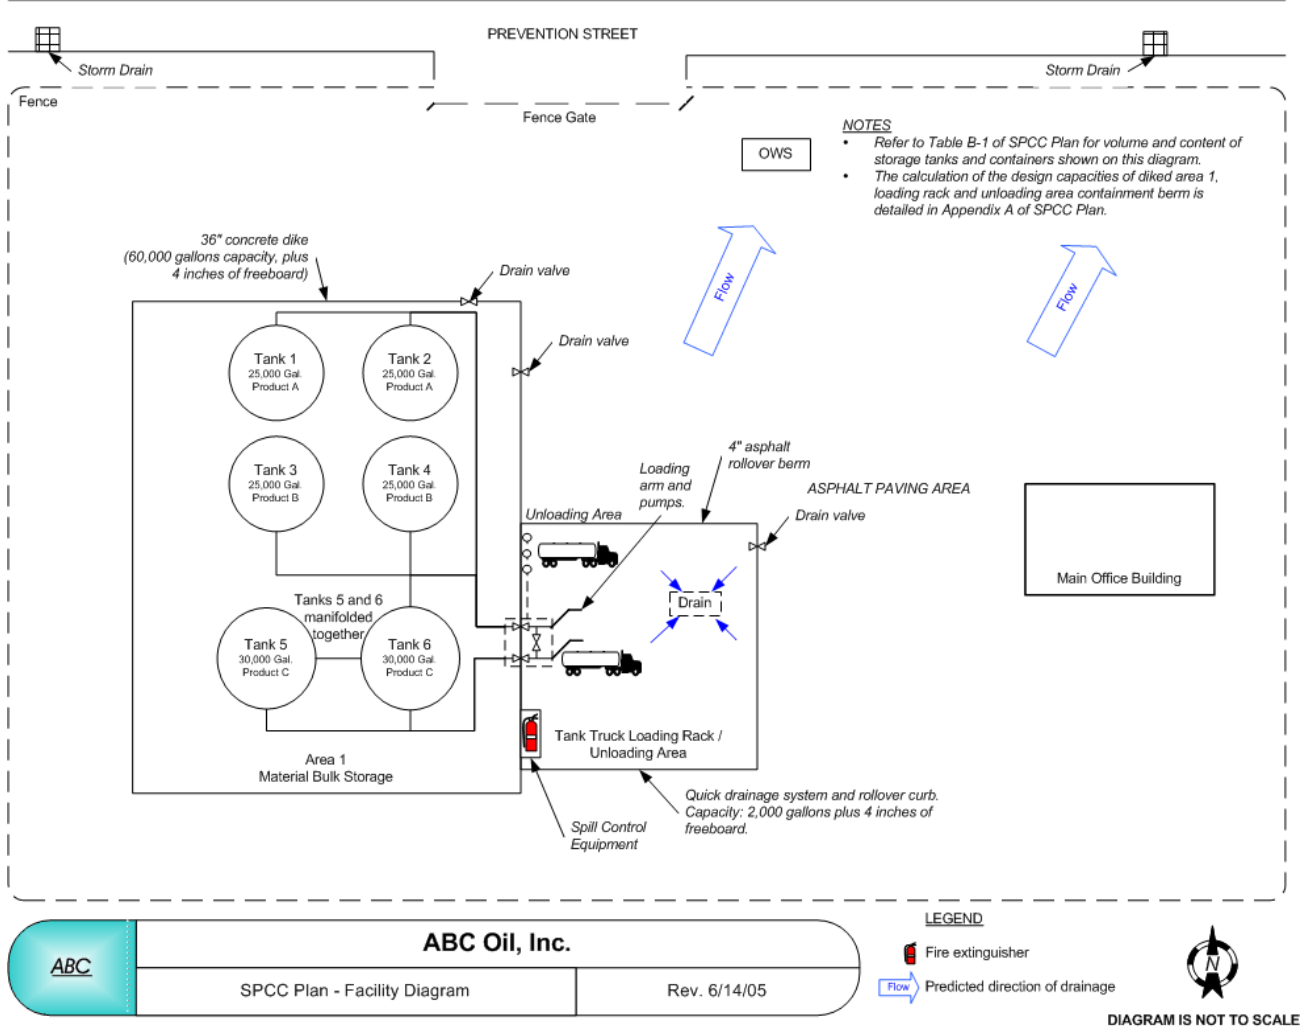 PREVENTION STREET
Storm Drain
Storm Drain
Fence
Fence Gate
OWS
NOTES
• Refer to Table B-1 of SPCC Plan for volume and content of
storage tanks and containers shown on this diagram.
• The calculation of the design capacities of diked area 1,
loading rack and unloading area containment berm is
detailed in Appendix A of SPCC Plan.
36" concrete dike
(60,000 gallons capacity, plus
4 inches of freeboard)
Drain valve
Drain valve
Flow
Flow
Tank 1
25,000 Gal.
Product A
Tank 2
25,000 Gal.
Product A
Tank 3
25,000 Gal.
Product B
Tank 4
25,000 Gal.
Product B
Tanks 5 and 6
manifolded
together
Tank 5
30,000 Gal.
Product C
Tank 6
30,000 Gal.
Product C
Area 1
Material Bulk Storage
Unloading Area
Loading
arm and
pumps.
4" asphalt
rollover berm
ASPHALT PAVING AREA
Drain valve
Drain
Main Office Building
Tank Truck Loading Rack /
Unloading Area
Quick drainage system and rollover curb.
Capacity: 2,000 gallons plus 4 inches of
freeboard.
Spill Control
Equipment
ABC
ABC Oil, Inc.
SPCC Plan - Facility Diagram
Rev. 6/14/05
LEGEND
Fire extinguisher
Flow
Predicted direction of drainage
N
DIAGRAM IS NOT TO SCALE